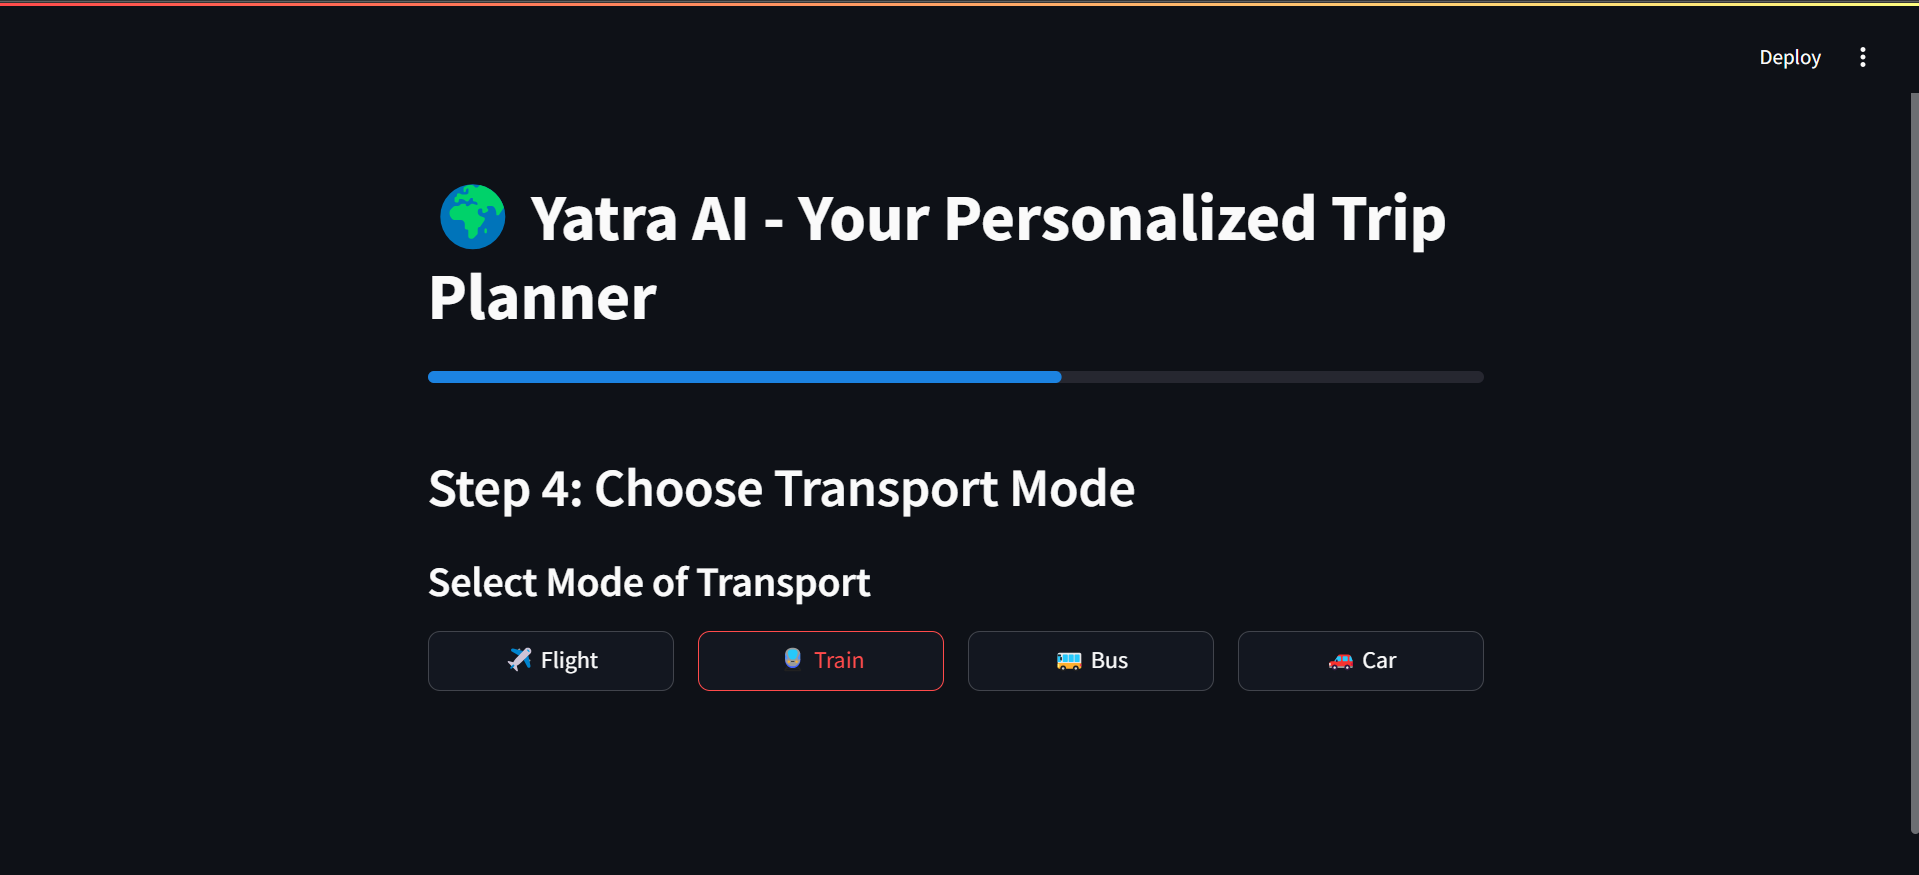 Deploy
Yatra AI - Your Personalized Trip
Planner
Step 4: Choose Transport Mode
Select Mode of Transport
Flight
Train
Bus
Car